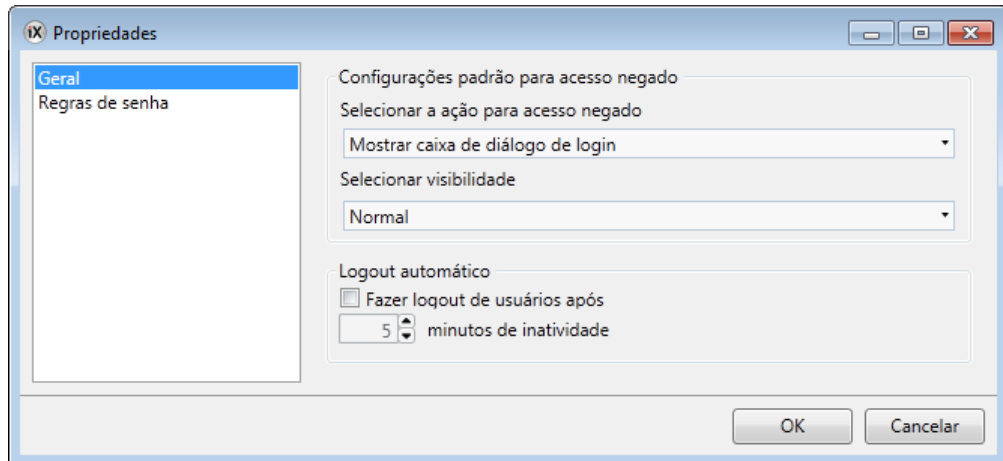 iX Propriedades
Geral
Regras de senha
Configurações padrão para acesso negado
Selecionar a ação para acesso negado
Mostrar caixa de diálogo de login
Selecionar visibilidade
Normal
Logout automático
Fazer logout de usuários após
5 minutos de inatividade
OK Cancelar